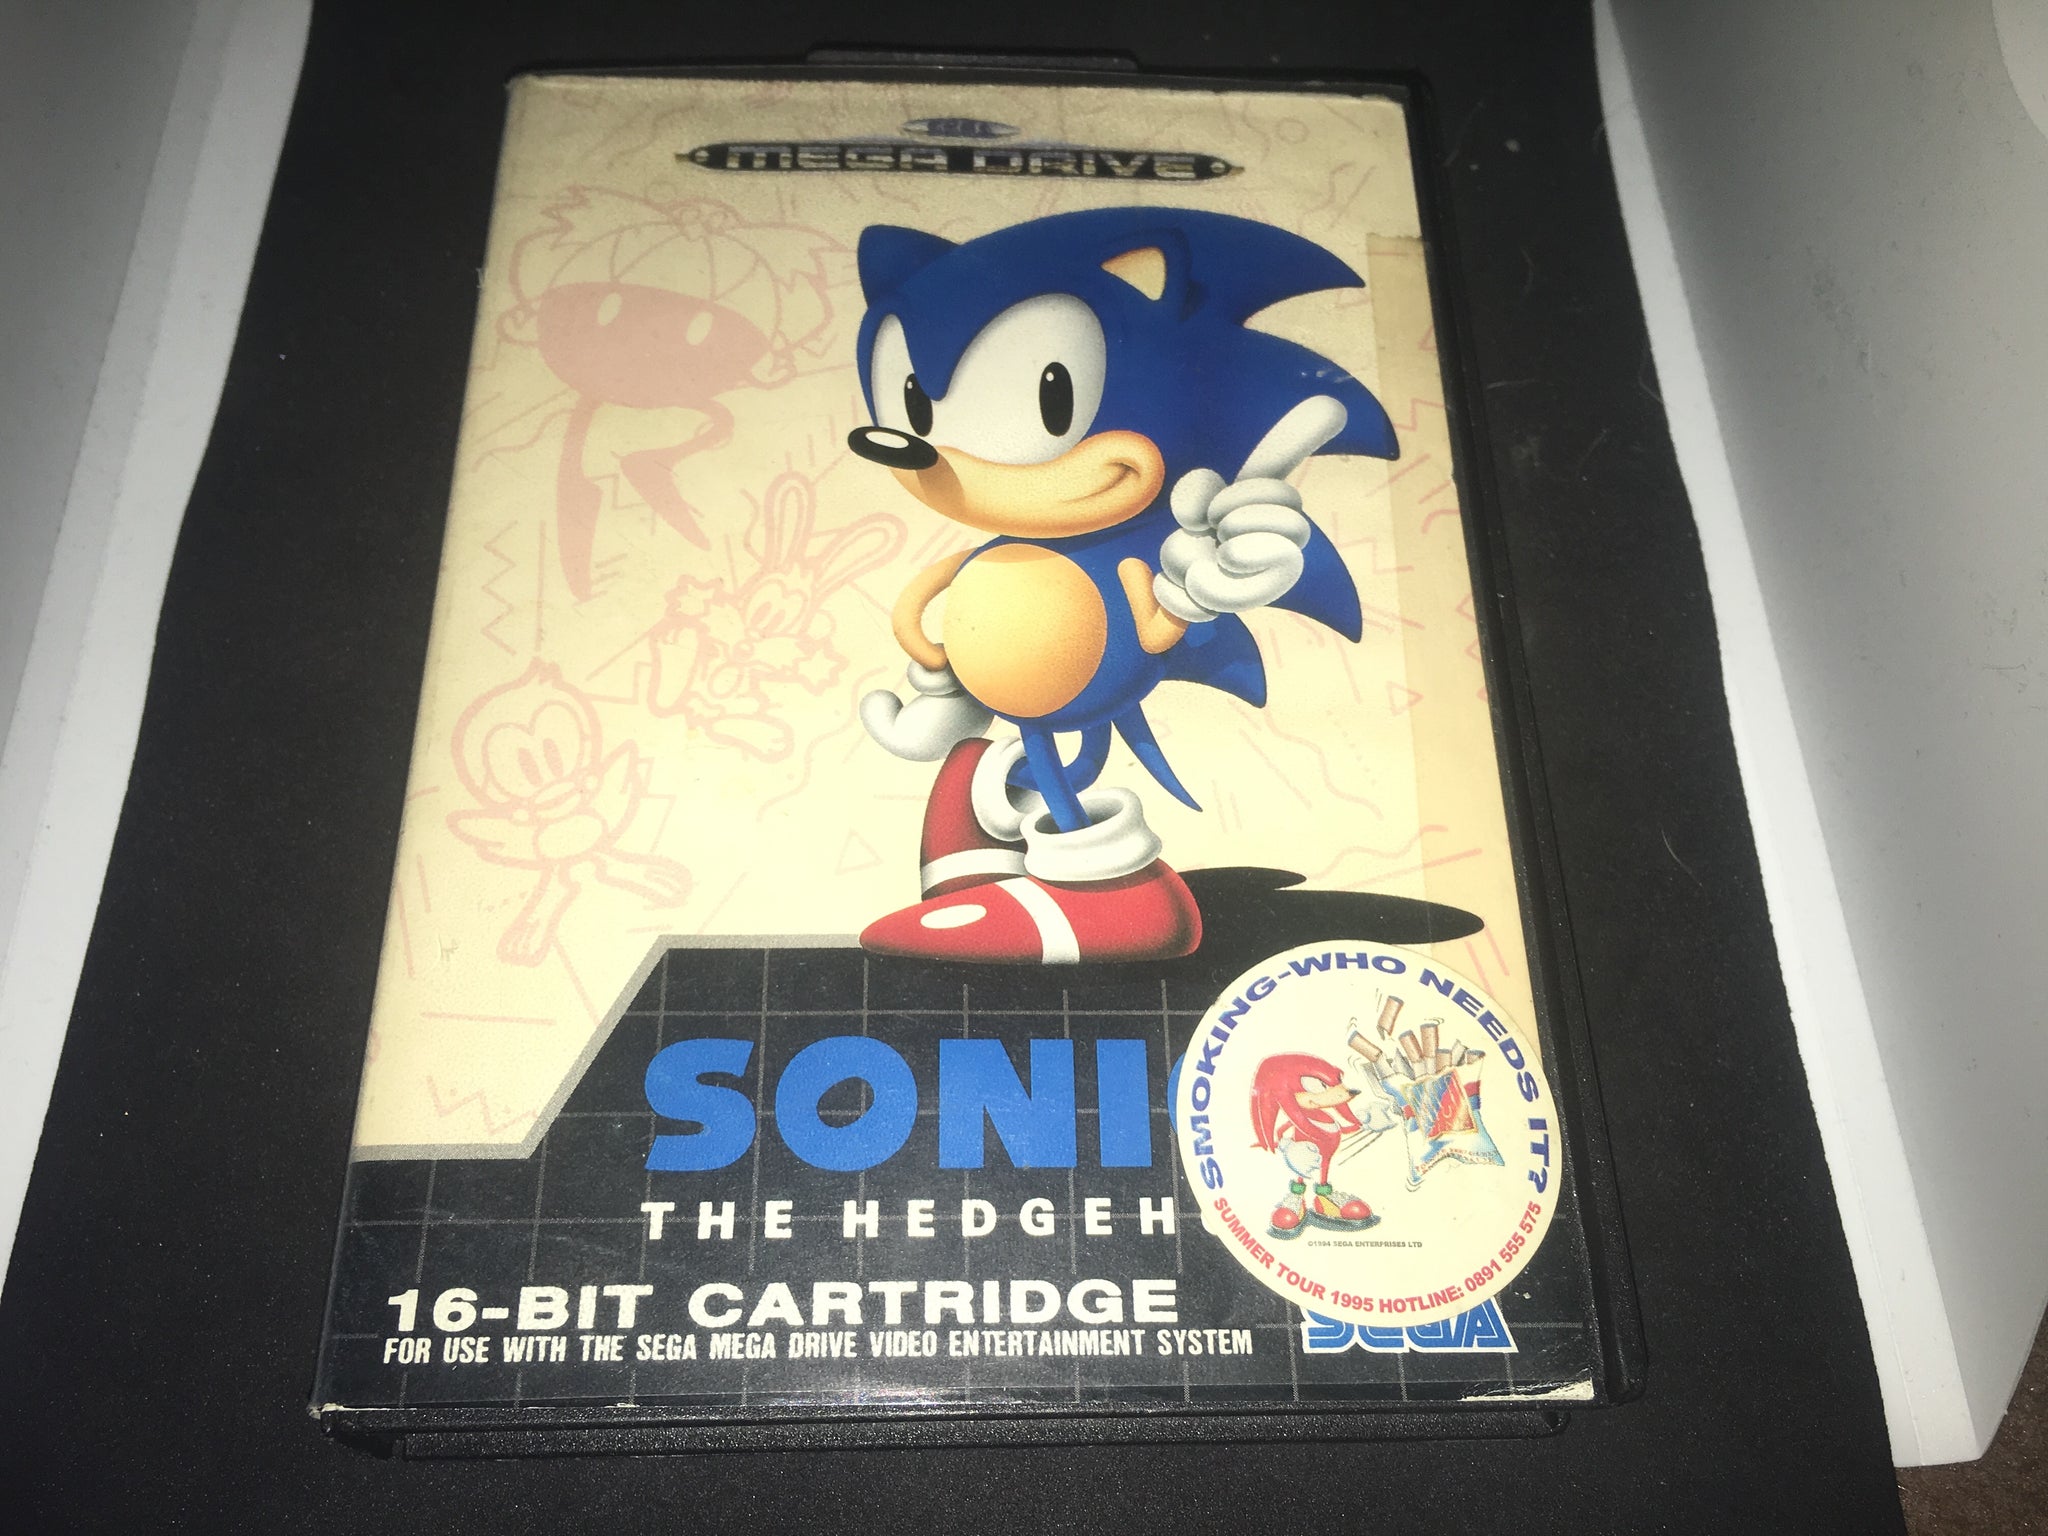 MEGA DRIVE
SONI
THE HEDGEH
16-BIT CARTRIDGE
FOR USE WITH THE SEGA MEGA DRIVE VIDEO ENTERTAINMENT SYSTEM
SMOKING-WHO NEEDS IT?
©1994 SEGA ENTERPRISES LTD
SUMMER TOUR 1995 HOTLINE: 0891 555 575
SEGA